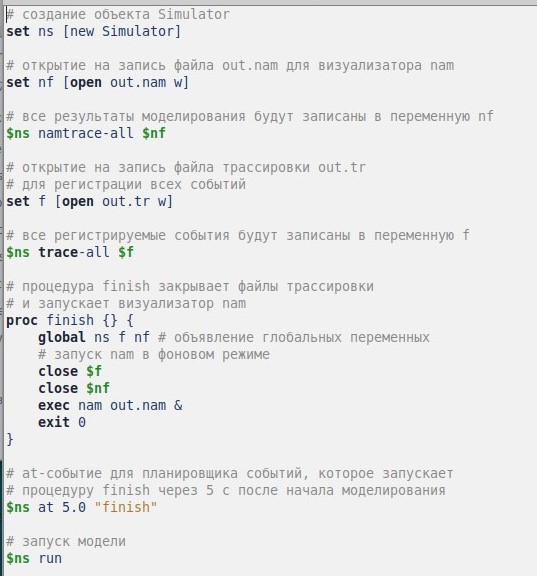 # создание объекта Simulator
set ns [new Simulator]
# открытие на запись файла out.nam для визуализатора nam
set nf [open out.nam w]
# все результаты моделирования будут записаны в переменную nf
$ns namtrace-all $nf
# открытие на запись файла трассировки out.tr
# для регистрации всех событий
set f [open out.tr w]
# все регистрируемые события будут записаны в переменную f
$ns trace-all $f
# процедура finish закрывает файлы трассировки
# и запускает визуализатор nam
proc finish {} {
    global ns f nf # объявление глобальных переменных
    # запуск nam в фоновом режиме
    close $f
    close $nf
    exec nam out.nam &
    exit 0
}
# at-событие для планировщика событий, которое запускает
# процедуру finish через 5 с после начала моделирования
$ns at 5.0 "finish"
# запуск модели
$ns run